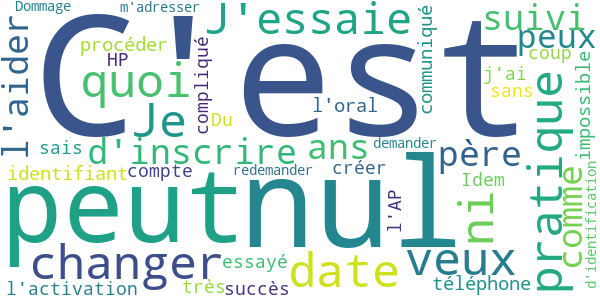 Dommage
m'adresser
C'est
J'essaie
suivi
procéder
HP
compliqué
l'aider
quoi
communiqué
peux
coup
j'ai
sans
l'oral
Je
Du
impossible
sais
d'inscrire
ans
demander
père
pratique
comme
identifiant
compte
redemander
créer
l'AP
Idem
ni
peut
nul
d'identification
changer
essayé
date
veux
téléphone
l'activation
très
succès